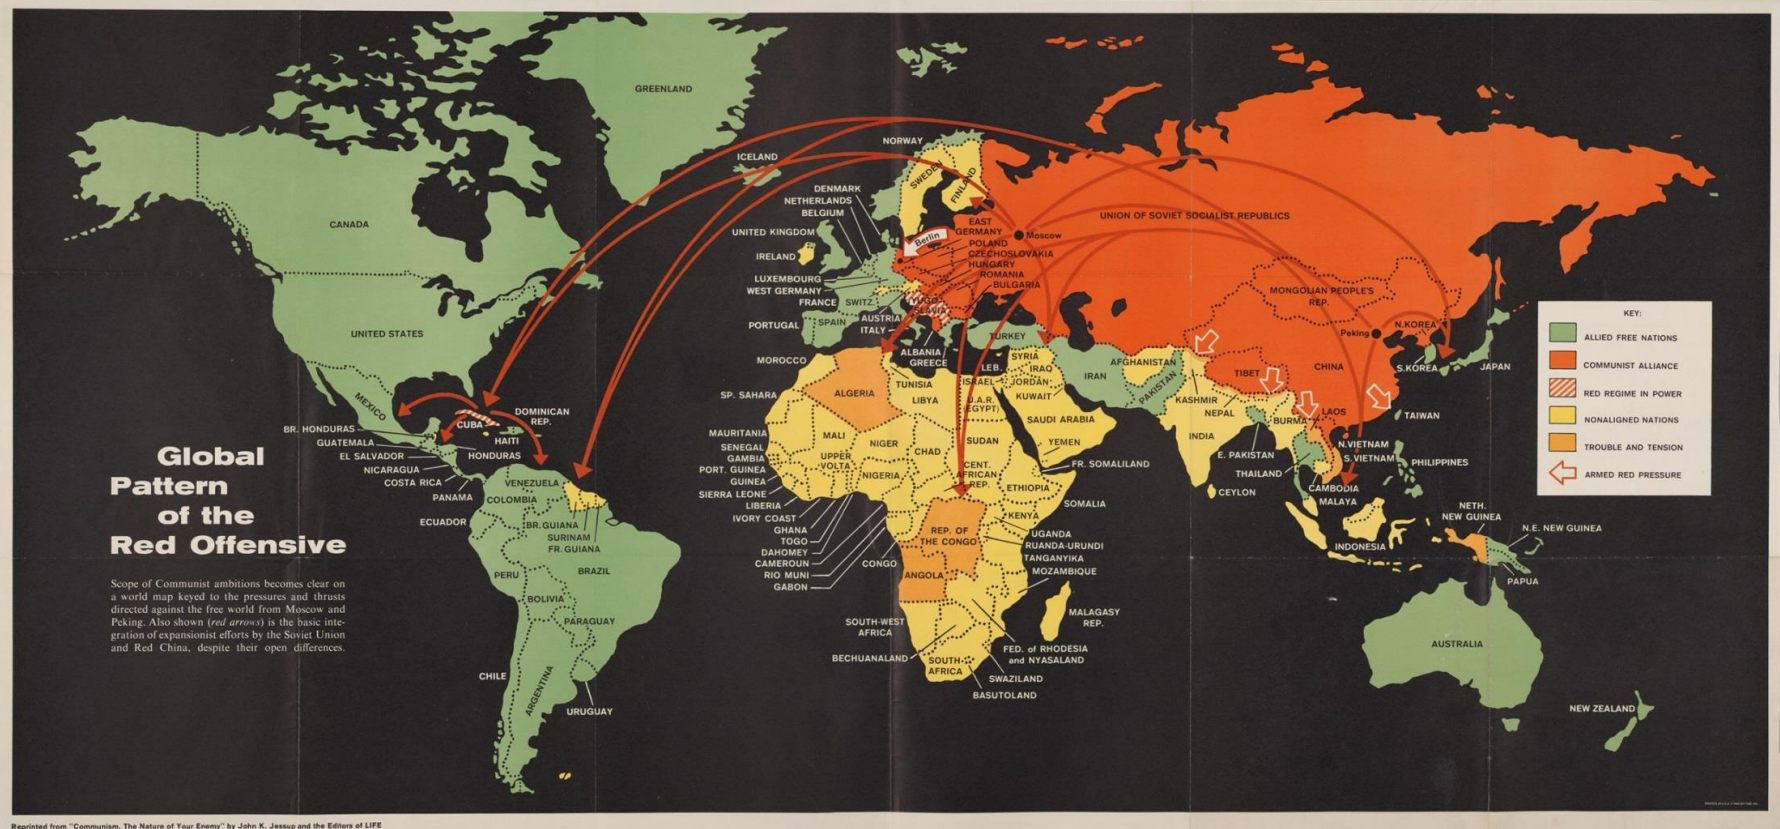 GREENLAND
ICELAND
NORWAY
SWEDEN
FINLAND
DENMARK
NETHERLANDS
BELGIUM
UNITED KINGDOM
IRELAND
LUXEMBOURG
WEST GERMANY
FRANCE
SWITZ.
SPAIN
AUSTRIA
PORTUGAL
ITALY
ALBANIA
GREECE
Berlin
EAST
GERMANY
POLAND
CZECHOSLOVAKIA
HUNGARY
ROMANIA
BULGARIA
YUGO-
SLAVIA
Moscow
UNION OF SOVIET SOCIALIST REPUBLICS
MONGOLIAN PEOPLE'S
REP.
Peking
N.KOREA
S.KOREA
JAPAN
CHINA
TIBET
TAIWAN
CANADA
UNITED STATES
MEXICO
CUBA
DOMINICAN
REP.
HAITI
BR. HONDURAS
GUATEMALA
EL SALVADOR
HONDURAS
NICARAGUA
COSTA RICA
PANAMA
VENEZUELA
COLOMBIA
ECUADOR
BR. GUIANA
SURINAM
FR. GUIANA
PERU
BRAZIL
BOLIVIA
PARAGUAY
CHILE
ARGENTINA
URUGUAY
MOROCCO
SP. SAHARA
ALGERIA
TUNISIA
LIBYA
U.A.R.
(EGYPT)
MAURITANIA
SENEGAL
GAMBIA
PORT. GUINEA
GUINEA
SIERRA LEONE
LIBERIA
IVORY COAST
GHANA
TOGO
DAHOMEY
CAMEROUN
RIO MUNI
GABON
MALI
UPPER
VOLTA
NIGER
NIGERIA
CHAD
SUDAN
CENT.
AFRICAN
REP.
ETHIOPIA
FR. SOMALILAND
SOMALIA
KENYA
UGANDA
RUANDA-URUNDI
TANGANYIKA
MOZAMBIQUE
REP. OF
THE CONGO
CONGO
ANGOLA
SOUTH-WEST
AFRICA
BECHUANALAND
SOUTH-
AFRICA
FED. of RHODESIA
and NYASALAND
SWAZILAND
BASUTOLAND
MALAGASY
REP.
TURKEY
SYRIA
LEB.
IRAQ
ISRAEL
JORDAN
KUWAIT
SAUDI ARABIA
YEMEN
IRAN
AFGHANISTAN
PAKISTAN
KASHMIR
NEPAL
INDIA
CEYLON
E. PAKISTAN
BURMA
LAOS
THAILAND
N.VIETNAM
S.VIETNAM
CAMBODIA
MALAYA
PHILIPPINES
INDONESIA
NETH.
NEW GUINEA
N.E. NEW GUINEA
PAPUA
AUSTRALIA
NEW ZEALAND
KEY:
ALLIED FREE NATIONS
COMMUNIST ALLIANCE
RED REGIME IN POWER
NONALIGNED NATIONS
TROUBLE AND TENSION
ARMED RED PRESSURE
Global
Pattern
of the
Red Offensive
Scope of Communist ambitions becomes clear on
a world map keyed to the pressures and thrusts
directed against the free world from Moscow and
Peking. Also shown (red arrows) is the basic inte-
gration of expansionist efforts by the Soviet Union
and Red China, despite their open differences.
Reprinted from "Communism, The Nature of Your Enemy" by John K. Jessup and the Editors of LIFE